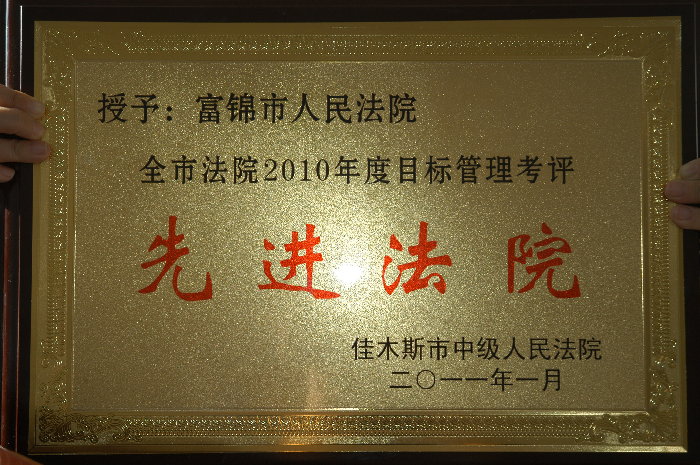 授予：富锦市人民法院
全市法院2010年度目标管理考评
先进法院
佳木斯市中级人民法院
二〇一一年一月